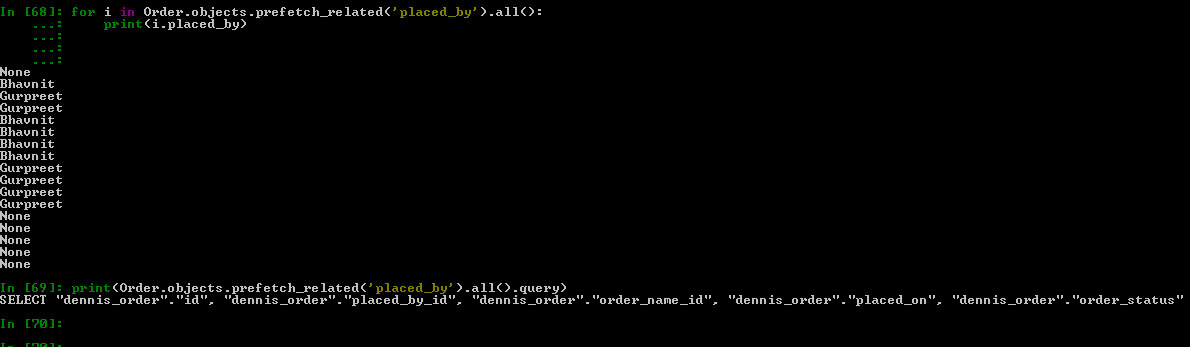 In [68]: for i in Order.objects.prefetch_related('placed_by').all():
    ...:     print(i.placed_by)
    ...:
    ...:
    ...:
None
Bhavnit
Gurpreet
Gurpreet
Bhavnit
Bhavnit
Bhavnit
Bhavnit
Gurpreet
Gurpreet
Gurpreet
Gurpreet
None
None
None
None
None
In [69]: print(Order.objects.prefetch_related('placed_by').all().query)
SELECT "dennis_order"."id", "dennis_order"."placed_by_id", "dennis_order"."order_name_id", "dennis_order"."placed_on", "dennis_order"."order_status"
In [70]: